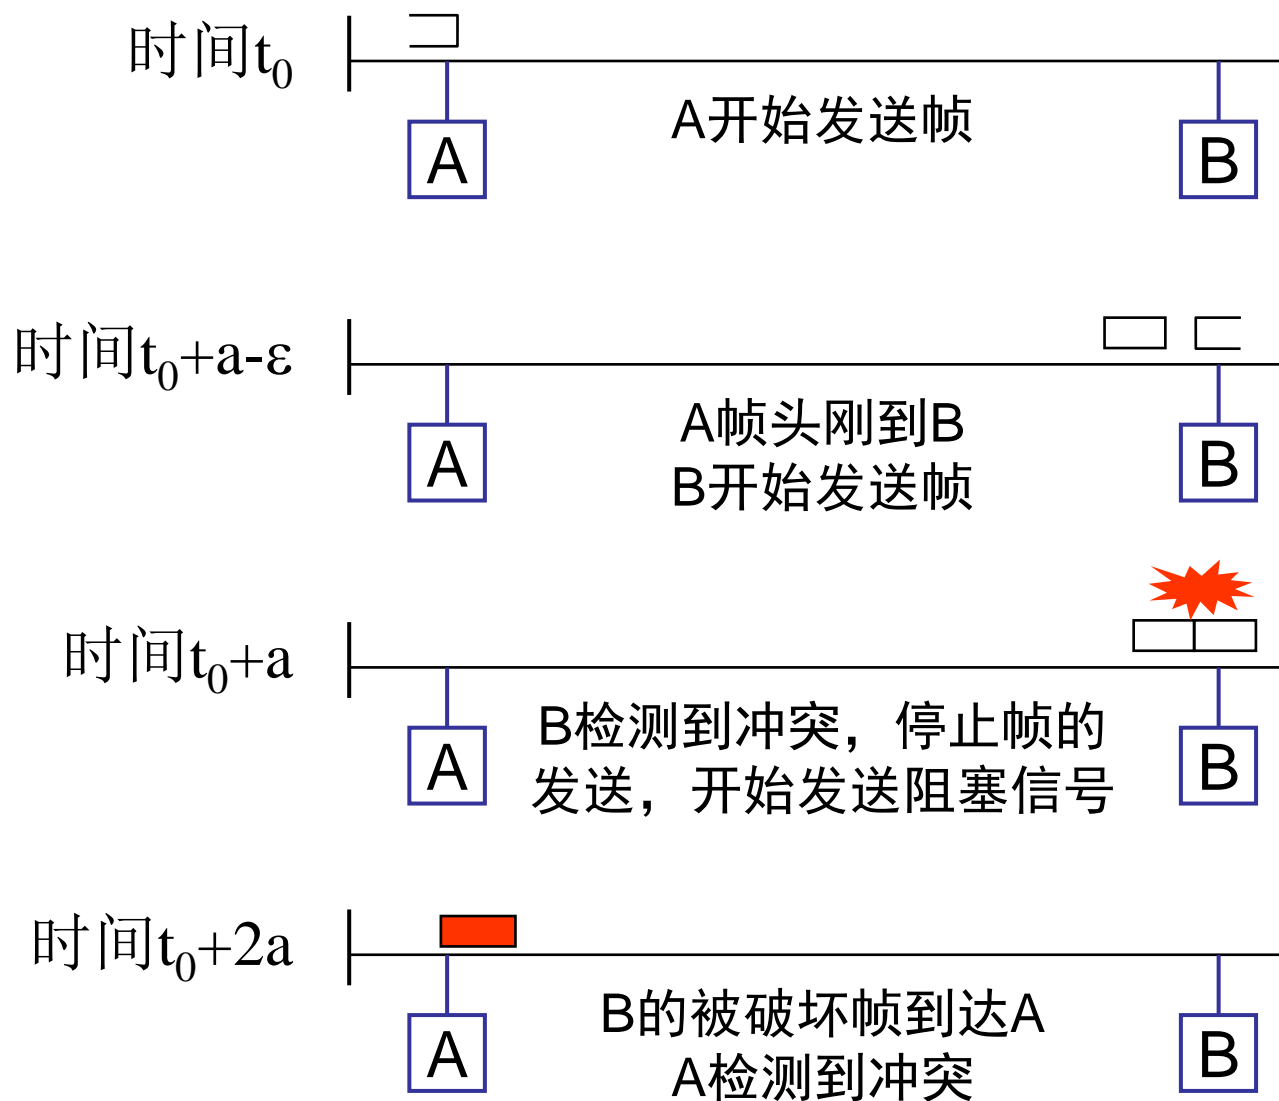 时间t₀
A开始发送帧
A
B
时间t₀+a-ε
A帧头刚到B
B开始发送帧
A
B
时间t₀+a
B检测到冲突，停止帧的
发送，开始发送阻塞信号
A
B
时间t₀+2a
B的被破坏帧到达A
A检测到冲突
A
B